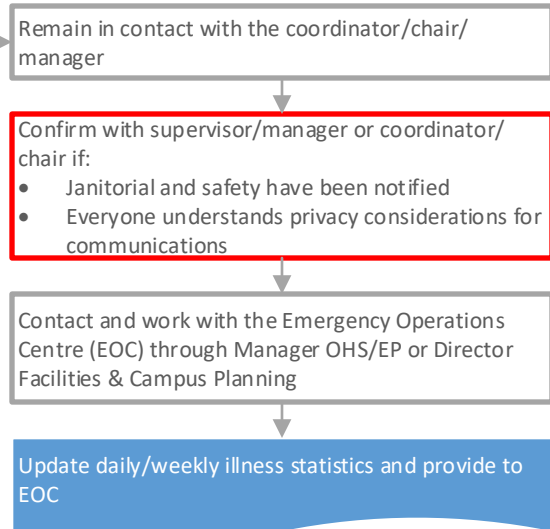 Remain in contact with the coordinator/chair/
manager
Confirm with supervisor/manager or coordinator/
chair if:
• Janitorial and safety have been notified
• Everyone understands privacy considerations for
communications
Contact and work with the Emergency Operations
Centre (EOC) through Manager OHS/EP or Director
Facilities & Campus Planning
Update daily/weekly illness statistics and provide to
EOC